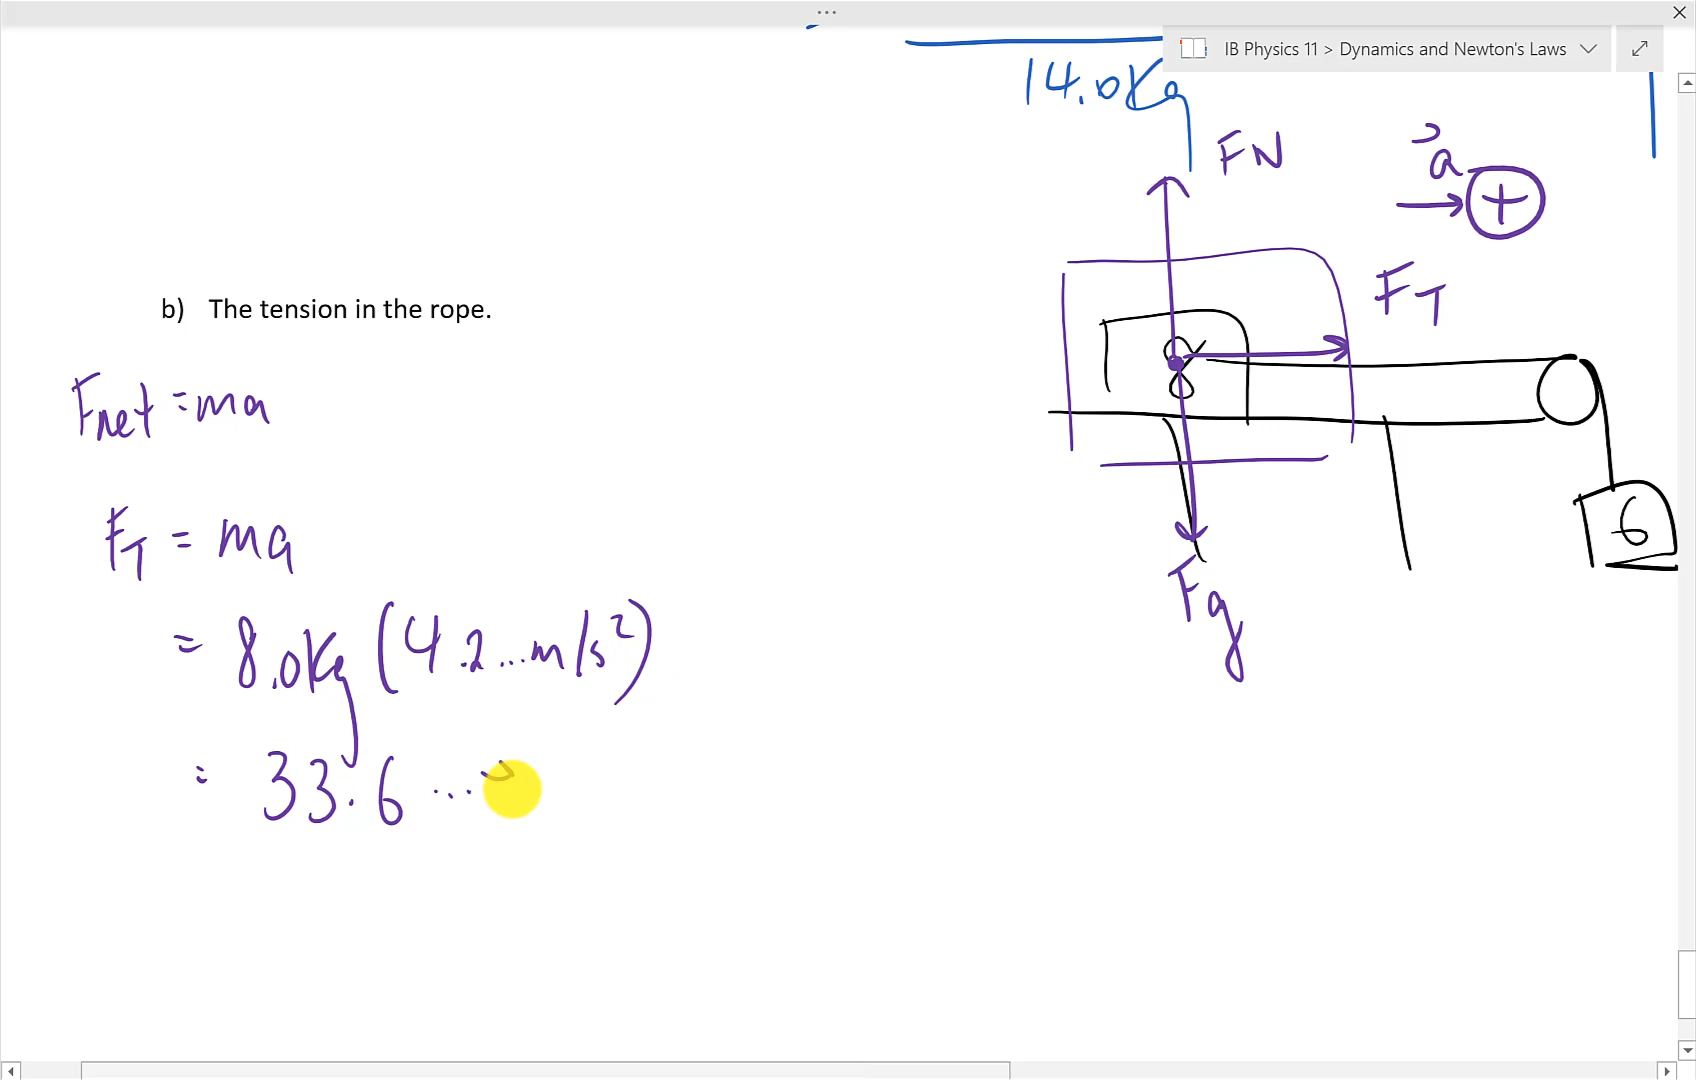 IB Physics 11 > Dynamics and Newton's Laws
14.0Kg
FN
a
+
FT
b) The tension in the rope.
Fnet = ma
8
6
FT = ma
Fg
= 8.0Kg (4.2...m/s²)
= 33.6 ...